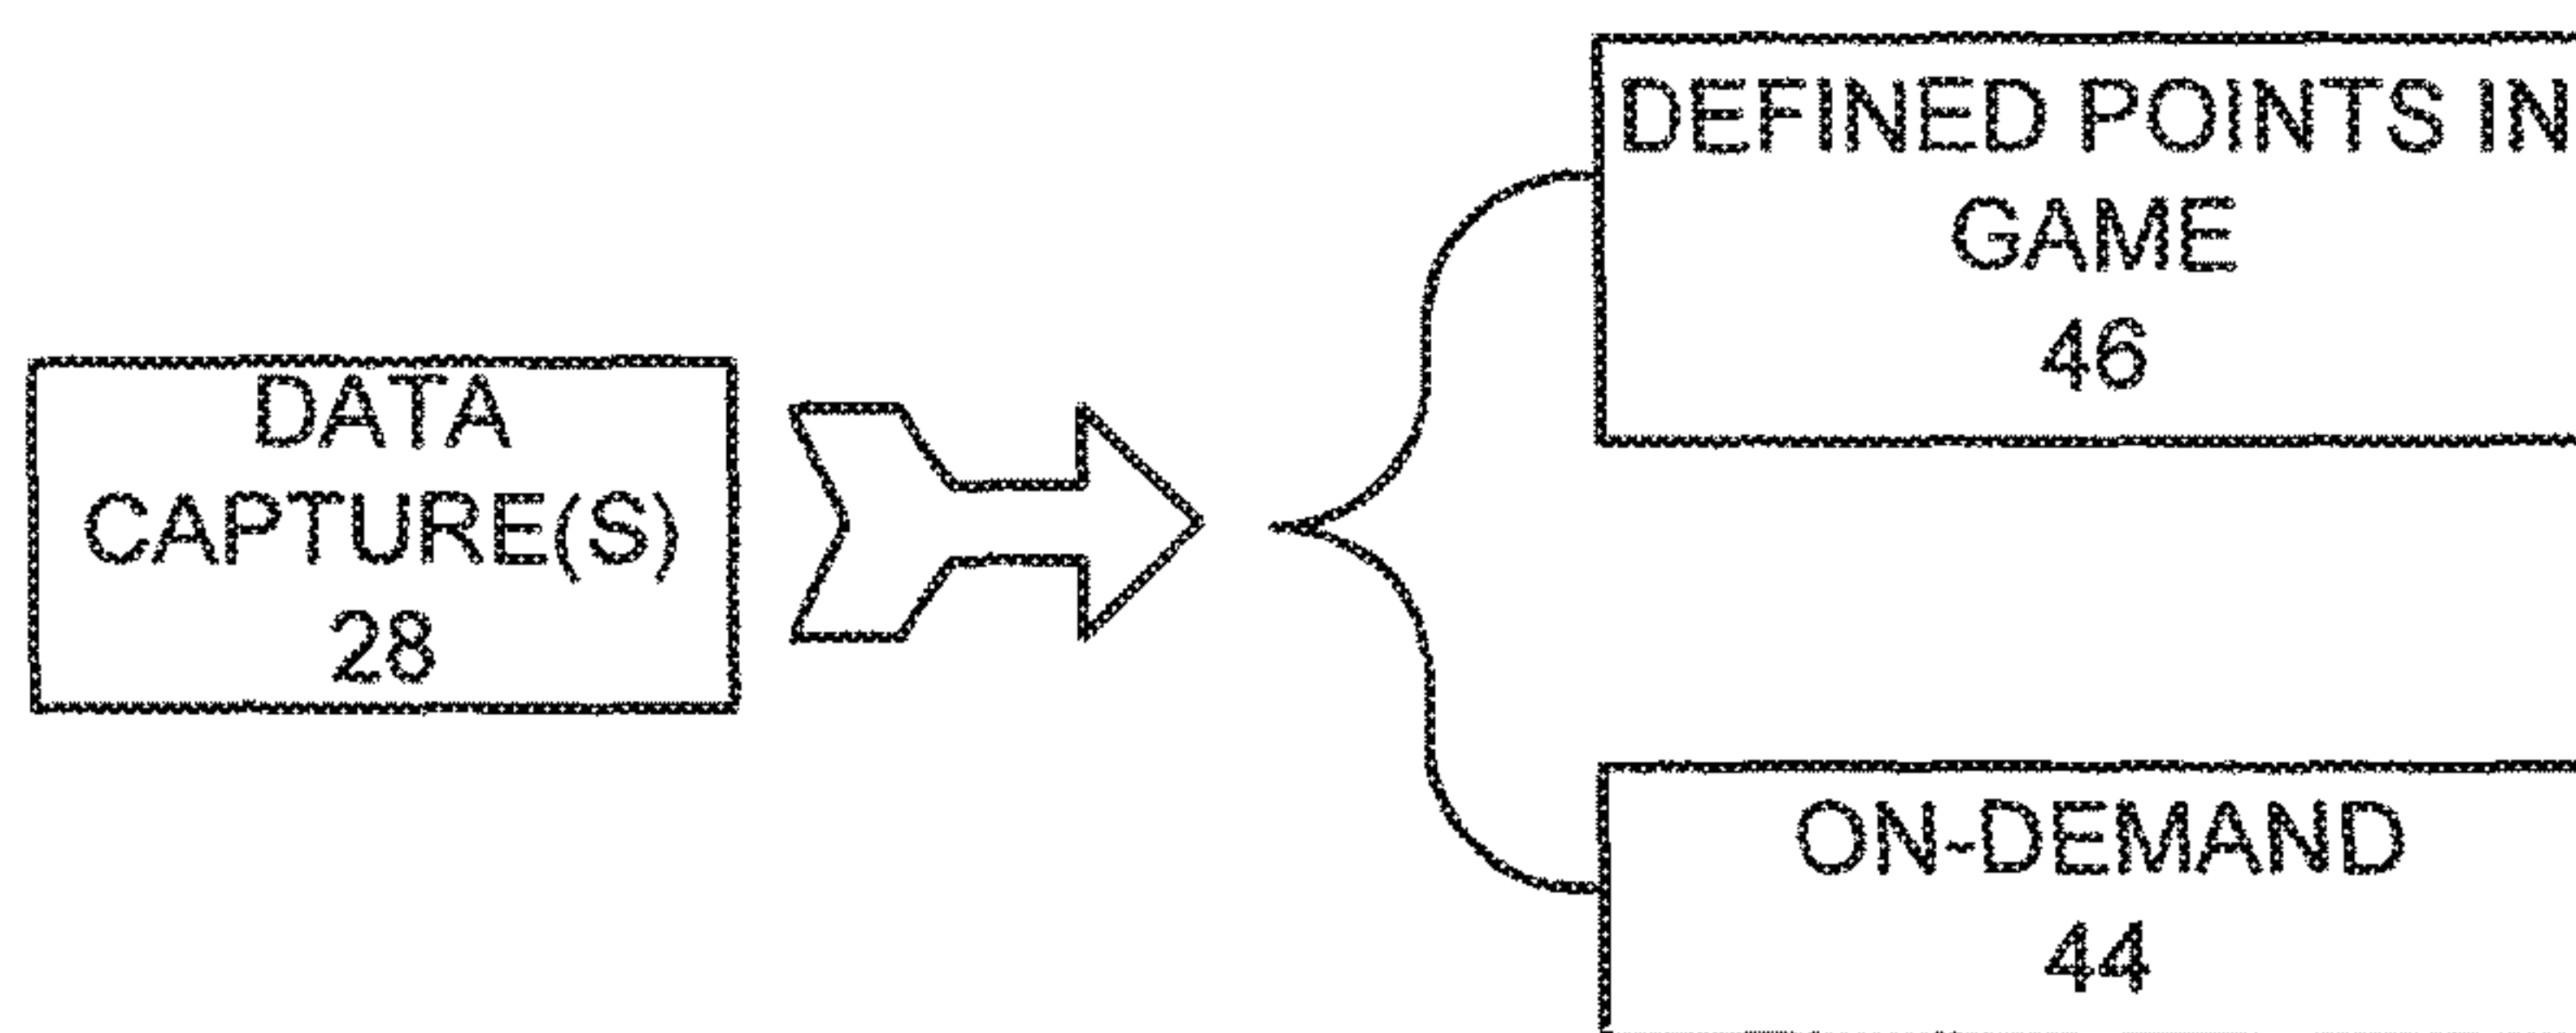 DATA
CAPTURE(S)
28
DEFINED POINTS IN
GAME
46
ON-DEMAND
44